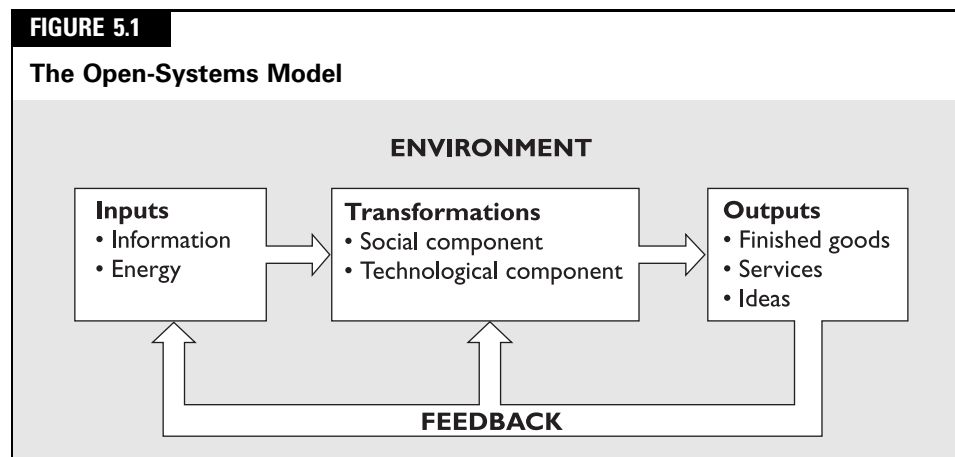 FIGURE 5.1
The Open-Systems Model
ENVIRONMENT
Inputs
• Information
• Energy
Transformations
• Social component
• Technological component
Outputs
• Finished goods
• Services
• Ideas
FEEDBACK